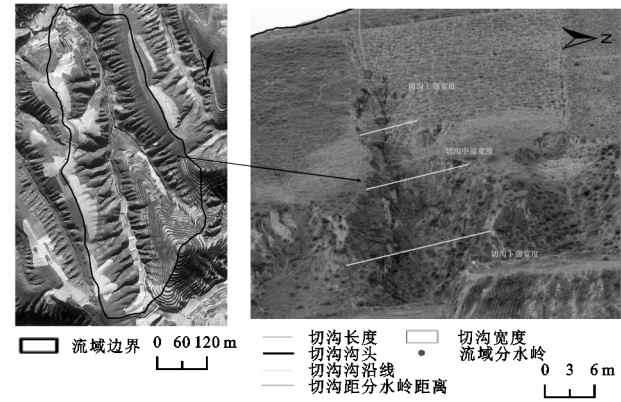 N
N
切沟上部宽度
切沟中部宽度
切沟下部宽度
流域边界
0 60 120 m
切沟长度
切沟宽度
切沟沟头
流域分水岭
切沟沟沿线
切沟距分水岭距离
0 3 6 m